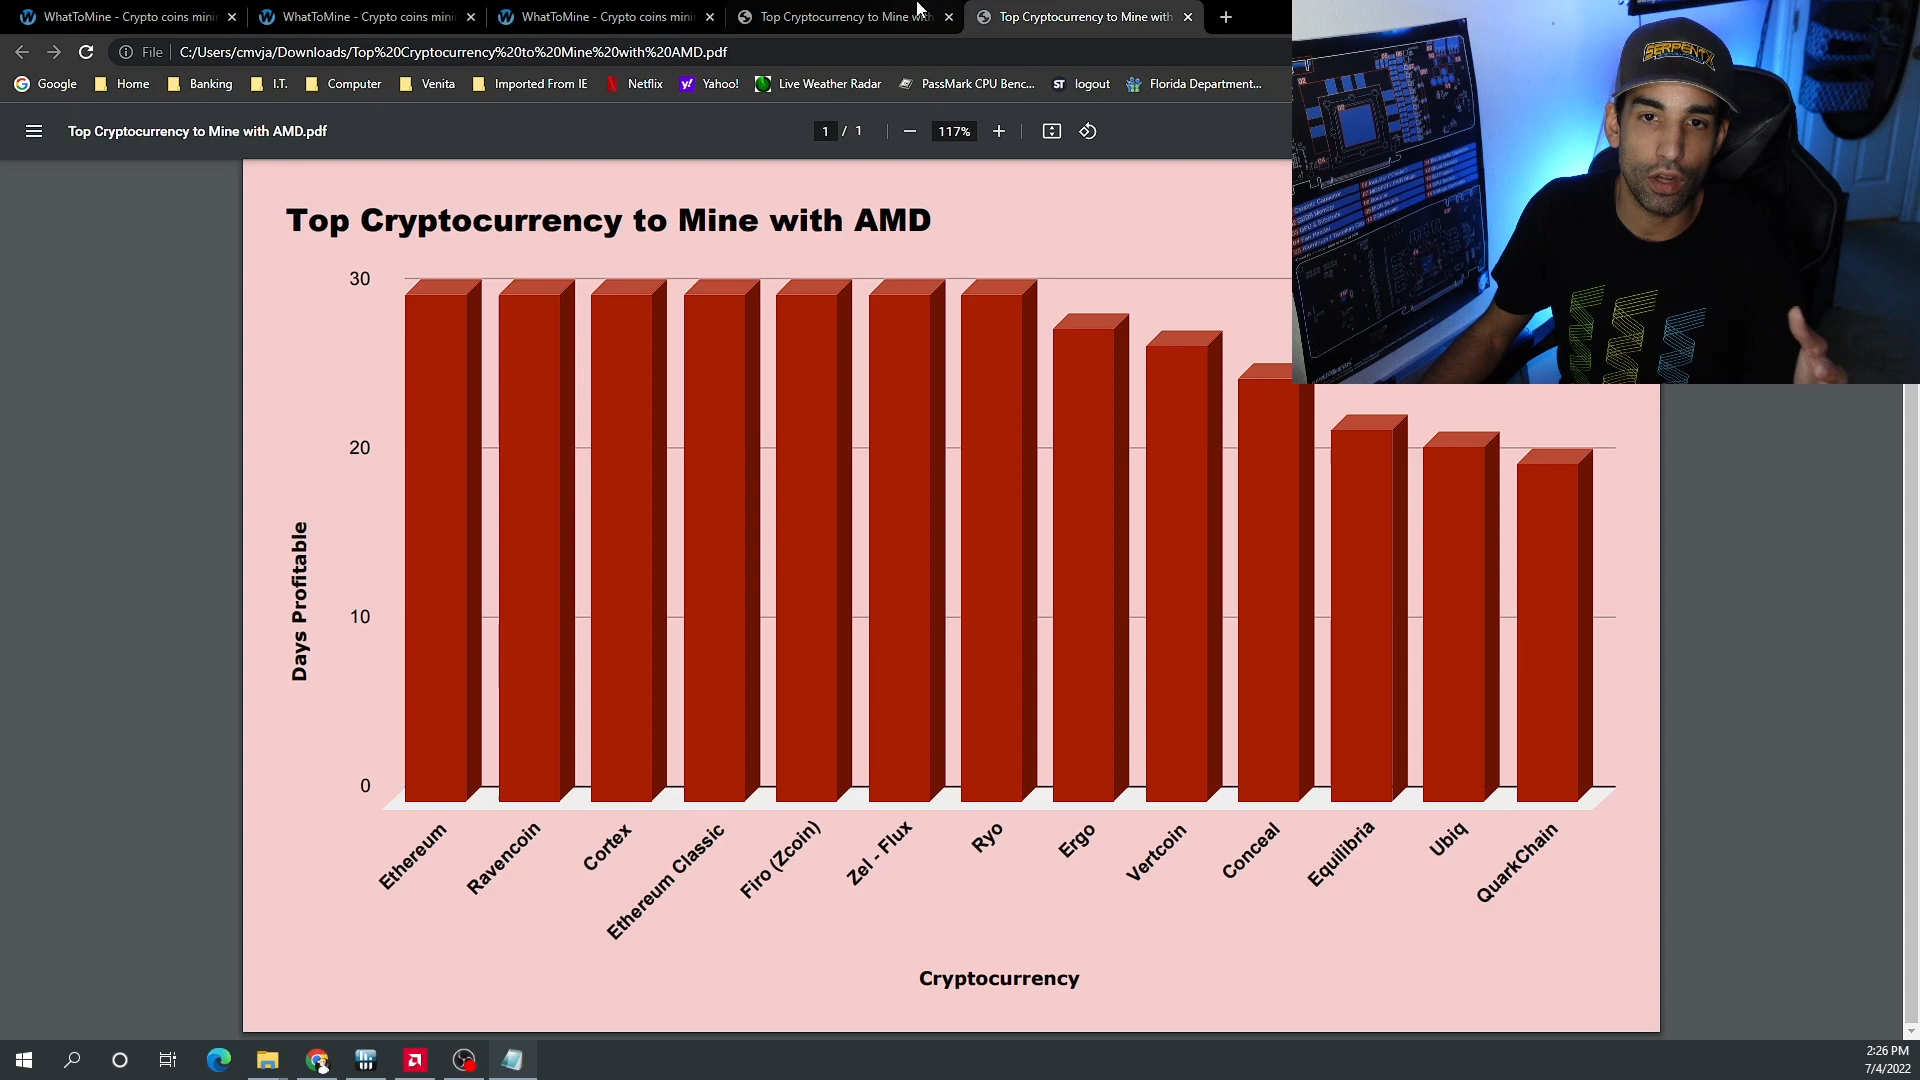 WhatToMine - Crypto coins mini
WhatToMine - Crypto coins mini
WhatToMine - Crypto coins mini
Top Cryptocurrency to Mine with
Top Cryptocurrency to Mine with
File
C:/Users/cmvja/Downloads/Top%20Cryptocurrency%20to%20Mine%20with%20AMD.pdf
Google
Home
Banking
I.T.
Computer
Venita
Imported From IE
Netflix
Yahoo!
Live Weather Radar
PassMark CPU Benc...
logout
Florida Department...
Top Cryptocurrency to Mine with AMD.pdf
1 / 1
117%
SERPENTX
Top Cryptocurrency to Mine with AMD
30
20
10
0
Days Profitable
Ethereum
Ravencoin
Cortex
Ethereum Classic
Firo (Zcoin)
Zel - Flux
Ryo
Ergo
Vertcoin
Conceal
Equilibria
Ubiq
QuarkChain
Cryptocurrency
2:26 PM
7/4/2022